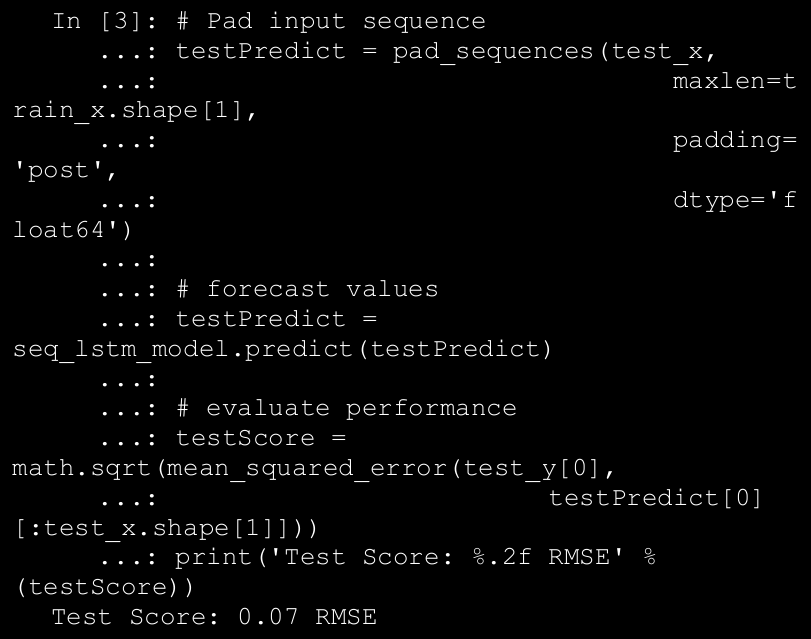 In [3]: # Pad input sequence
...: testPredict = pad_sequences(test_x,
...: maxlen=t
rain_x.shape[1],
...: padding=
'post',
...: dtype='f
loat64')
...:
...: # forecast values
...: testPredict =
seq_lstm_model.predict(testPredict)
...:
...: # evaluate performance
...: testScore =
math.sqrt(mean_squared_error(test_y[0],
...: testPredict[0]
[:test_x.shape[1]]))
...: print('Test Score: %.2f RMSE' %
(testScore))
Test Score: 0.07 RMSE